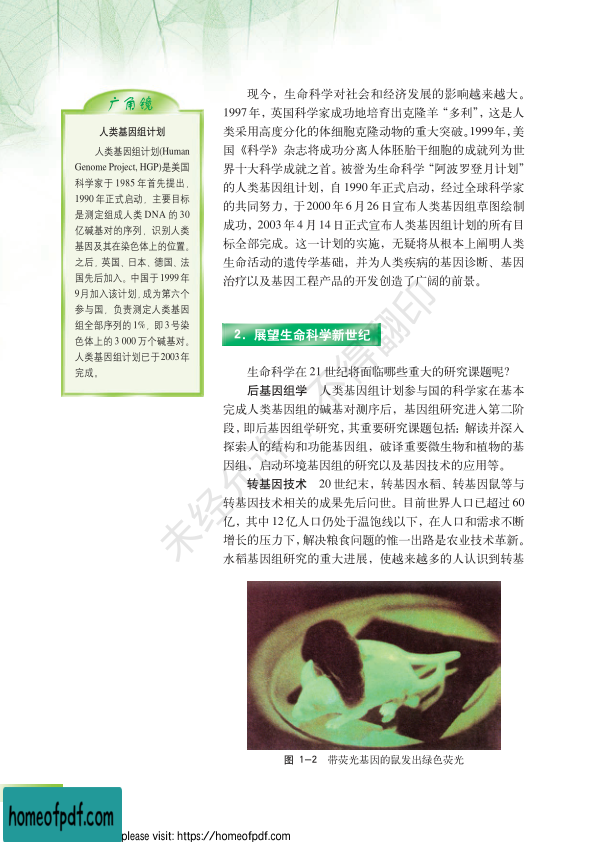 广角镜
人类基因组计划
人类基因组计划(Human
Genome Project, HGP)是美国
科学家于 1985 年首先提出，
1990 年正式启动，主要目标
是测定组成人类 DNA 的 30
亿碱基对的序列，识别人类
基因及其在染色体上的位置。
之后，英国、日本、德国、法
国先后加入。中国于1999年
9月加入该计划，成为第六个
参与国，负责测定人类基因
组全部序列的 1%，即3号染
色体上的 3 000 万个碱基对。
人类基因组计划已于2003年
完成。
现今，生命科学对社会和经济发展的影响越来越大。
1997年，英国科学家成功地培育出克隆羊“多利”，这是人
类采用高度分化的体细胞克隆动物的重大突破。1999年，美
国《科学》杂志将成功分离人体胚胎干细胞的成就列为世
界十大科学成就之首。被誉为生命科学“阿波罗登月计划”
的人类基因组计划，自 1990 年正式启动，经过全球科学家
的共同努力，于2000年6月26日宣布人类基因组草图绘制
成功，2003年4月14日正式宣布人类基因组计划的所有目
标全部完成。这一计划的实施，无疑将从根本上阐明人类
生命活动的遗传学基础，并为人类疾病的基因诊断、基因
治疗以及基因工程产品的开发创造了广阔的前景。
2. 展望生命科学新世纪
生命科学在 21 世纪将面临哪些重大的研究课题呢？
后基因组学 人类基因组计划参与国的科学家在基本
完成人类基因组的碱基对测序后，基因组研究进入第二阶
段，即后基因组学研究，其重要研究课题包括：解读并深入
探索人的结构和功能基因组，破译重要微生物和植物的基
因组，启动环境基因组的研究以及基因技术的应用等。
转基因技术 20 世纪末，转基因水稻、转基因鼠等与
转基因技术相关的成果先后问世。目前世界人口已超过 60
亿，其中 12 亿人口仍处于温饱线以下，在人口和需求不断
增长的压力下，解决粮食问题的惟一出路是农业技术革新。
水稻基因组研究的重大进展，使越来越多的人认识到转基
图 1-2 带荧光基因的鼠发出绿色荧光
未经允许 不得翻印
homeofpdf.com
please visit: https://homeofpdf.com